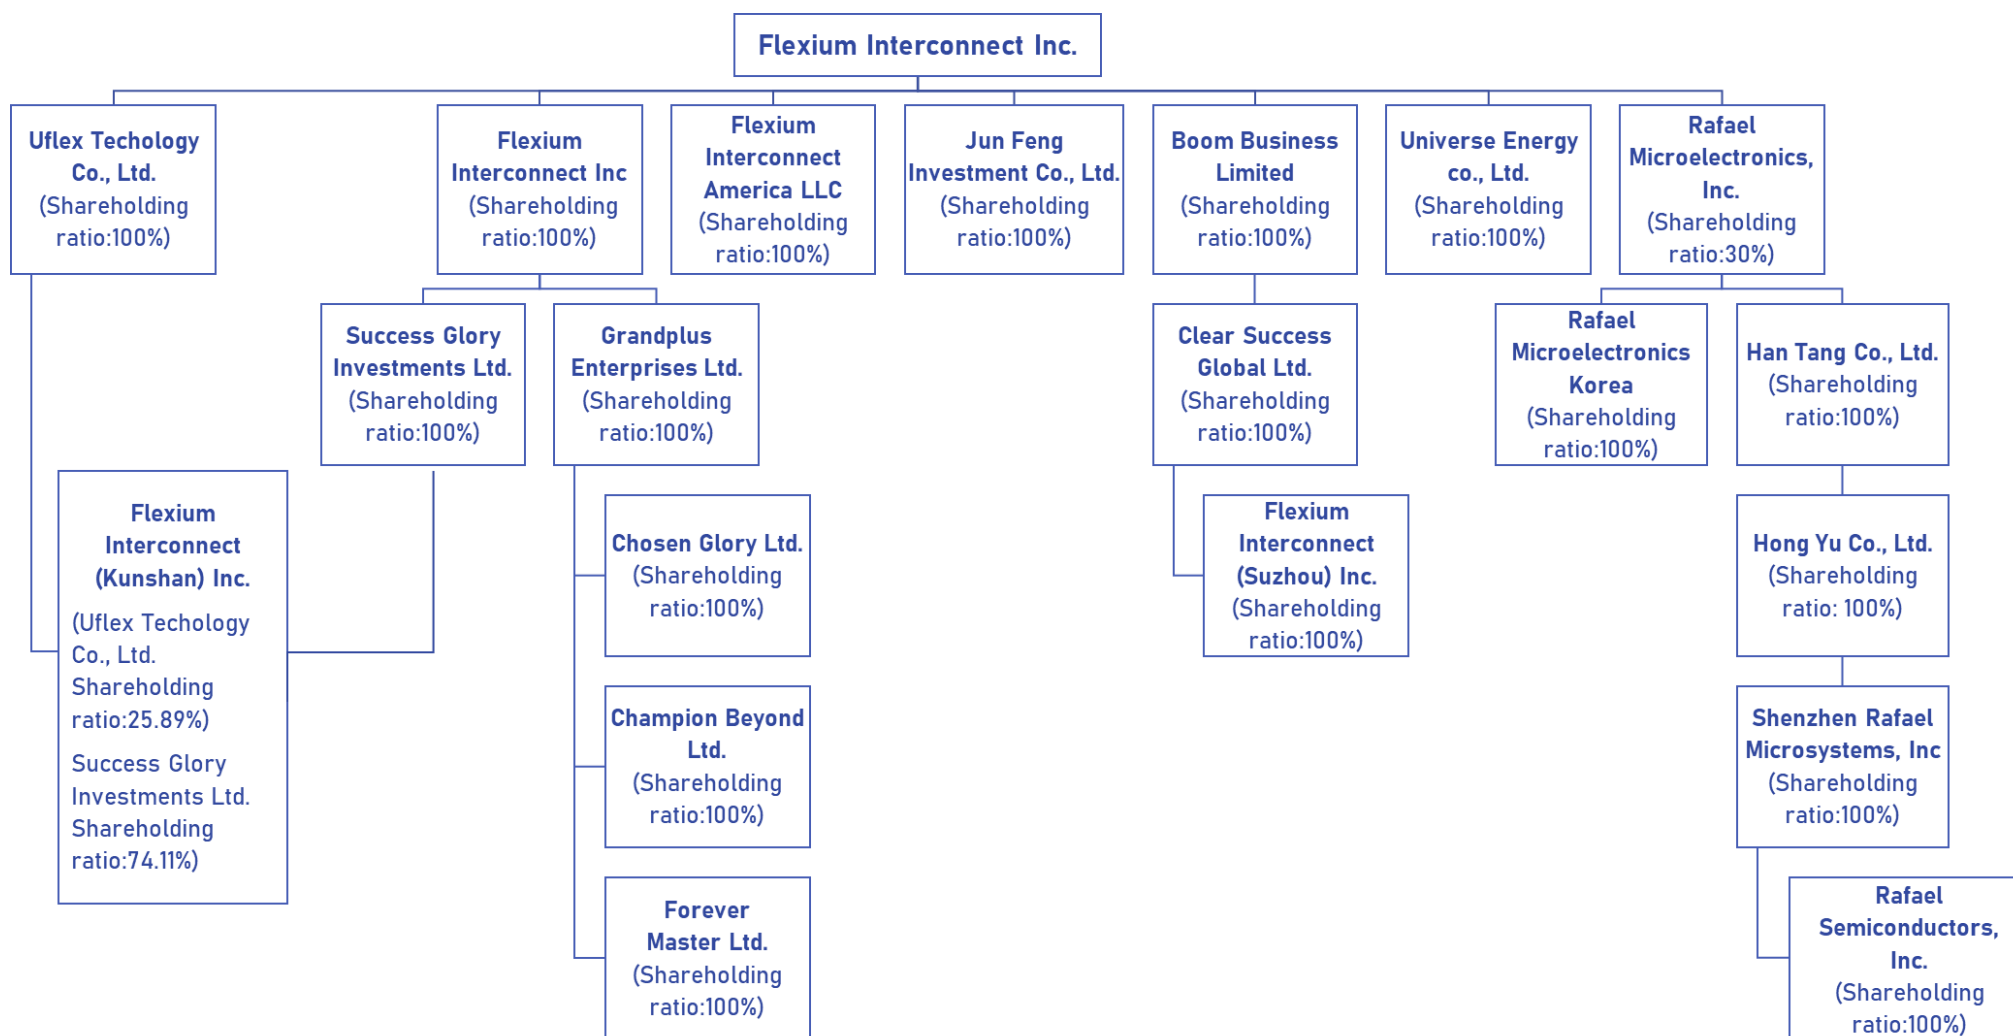 Flexium Interconnect Inc.
Uflex Techology
Co., Ltd.
(Shareholding
ratio:100%)
Flexium
Interconnect Inc
(Shareholding
ratio:100%)
Flexium
Interconnect
America LLC
(Shareholding
ratio:100%)
Jun Feng
Investment Co., Ltd.
(Shareholding
ratio:100%)
Boom Business
Limited
(Shareholding
ratio:100%)
Universe Energy
co., Ltd.
(Shareholding
ratio:100%)
Rafael
Microelectronics,
Inc.
(Shareholding
ratio:30%)
Success Glory
Investments Ltd.
(Shareholding
ratio:100%)
Grandplus
Enterprises Ltd.
(Shareholding
ratio:100%)
Clear Success
Global Ltd.
(Shareholding
ratio:100%)
Rafael
Microelectronics
Korea
(Shareholding
ratio:100%)
Han Tang Co., Ltd.
(Shareholding
ratio:100%)
Flexium
Interconnect
(Kunshan) Inc.
(Uflex Techology
Co., Ltd.
Shareholding
ratio:25.89%)
Success Glory
Investments Ltd.
Shareholding
ratio:74.11%)
Chosen Glory Ltd.
(Shareholding
ratio:100%)
Flexium
Interconnect
(Suzhou) Inc.
(Shareholding
ratio:100%)
Hong Yu Co., Ltd.
(Shareholding
ratio: 100%)
Champion Beyond
Ltd.
(Shareholding
ratio:100%)
Shenzhen Rafael
Microsystems, Inc
(Shareholding
ratio:100%)
Forever
Master Ltd.
(Shareholding
ratio:100%)
Rafael
Semiconductors,
Inc.
(Shareholding
ratio:100%)